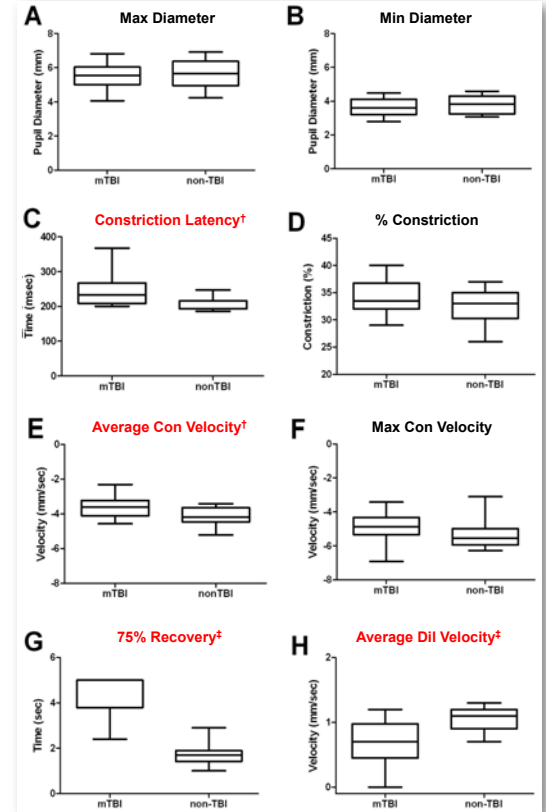 A Max Diameter
Pupil Diameter (mm)
8
6
4
2
0
mTBI non-TBI
B Min Diameter
Pupil Diameter (mm)
8
6
4
2
0
mTBI non-TBI
C Constriction Latency†
Time (msec)
400
300
200
100
0
mTBI nonTBI
D % Constriction
Constriction (%)
45
40
35
30
25
20
mTBI non-TBI
E Average Con Velocity†
Velocity (mm/sec)
0
-2
-4
-6
-8
mTBI nonTBI
F Max Con Velocity
Velocity (mm/sec)
0
-2
-4
-6
-8
mTBI non-TBI
G 75% Recovery‡
Time (sec)
6
4
2
0
mTBI non-TBI
H Average Dil Velocity‡
Velocity (mm/sec)
2
1
0
mTBI non-TBI